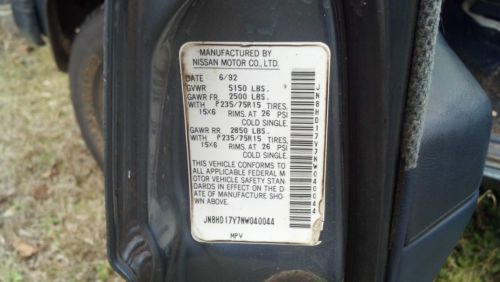 MANUFACTURED BY
NISSAN MOTOR CO., LTD.
DATE 6/92
GVWR 5150 LBS.
GAWR FR 2500 LBS.
WITH P235/75R15 TIRES,
15X6 RIMS, AT 26 PSI
COLD SINGLE.
GAWR RR 2850 LBS.
WITH P235/75R15 TIRES,
15X6 RIMS, AT 26 PSI
COLD SINGLE.
THIS VEHICLE CONFORMS TO
ALL APPLICABLE FEDERAL M-
OTOR VEHICLE SAFETY STAN-
DARDS IN EFFECT ON THE D-
ATE OF MANUFACTURE SHO-
WN ABOVE.
JN8HD17Y7NW040044
MPV
JN8HD17Y7NW040044